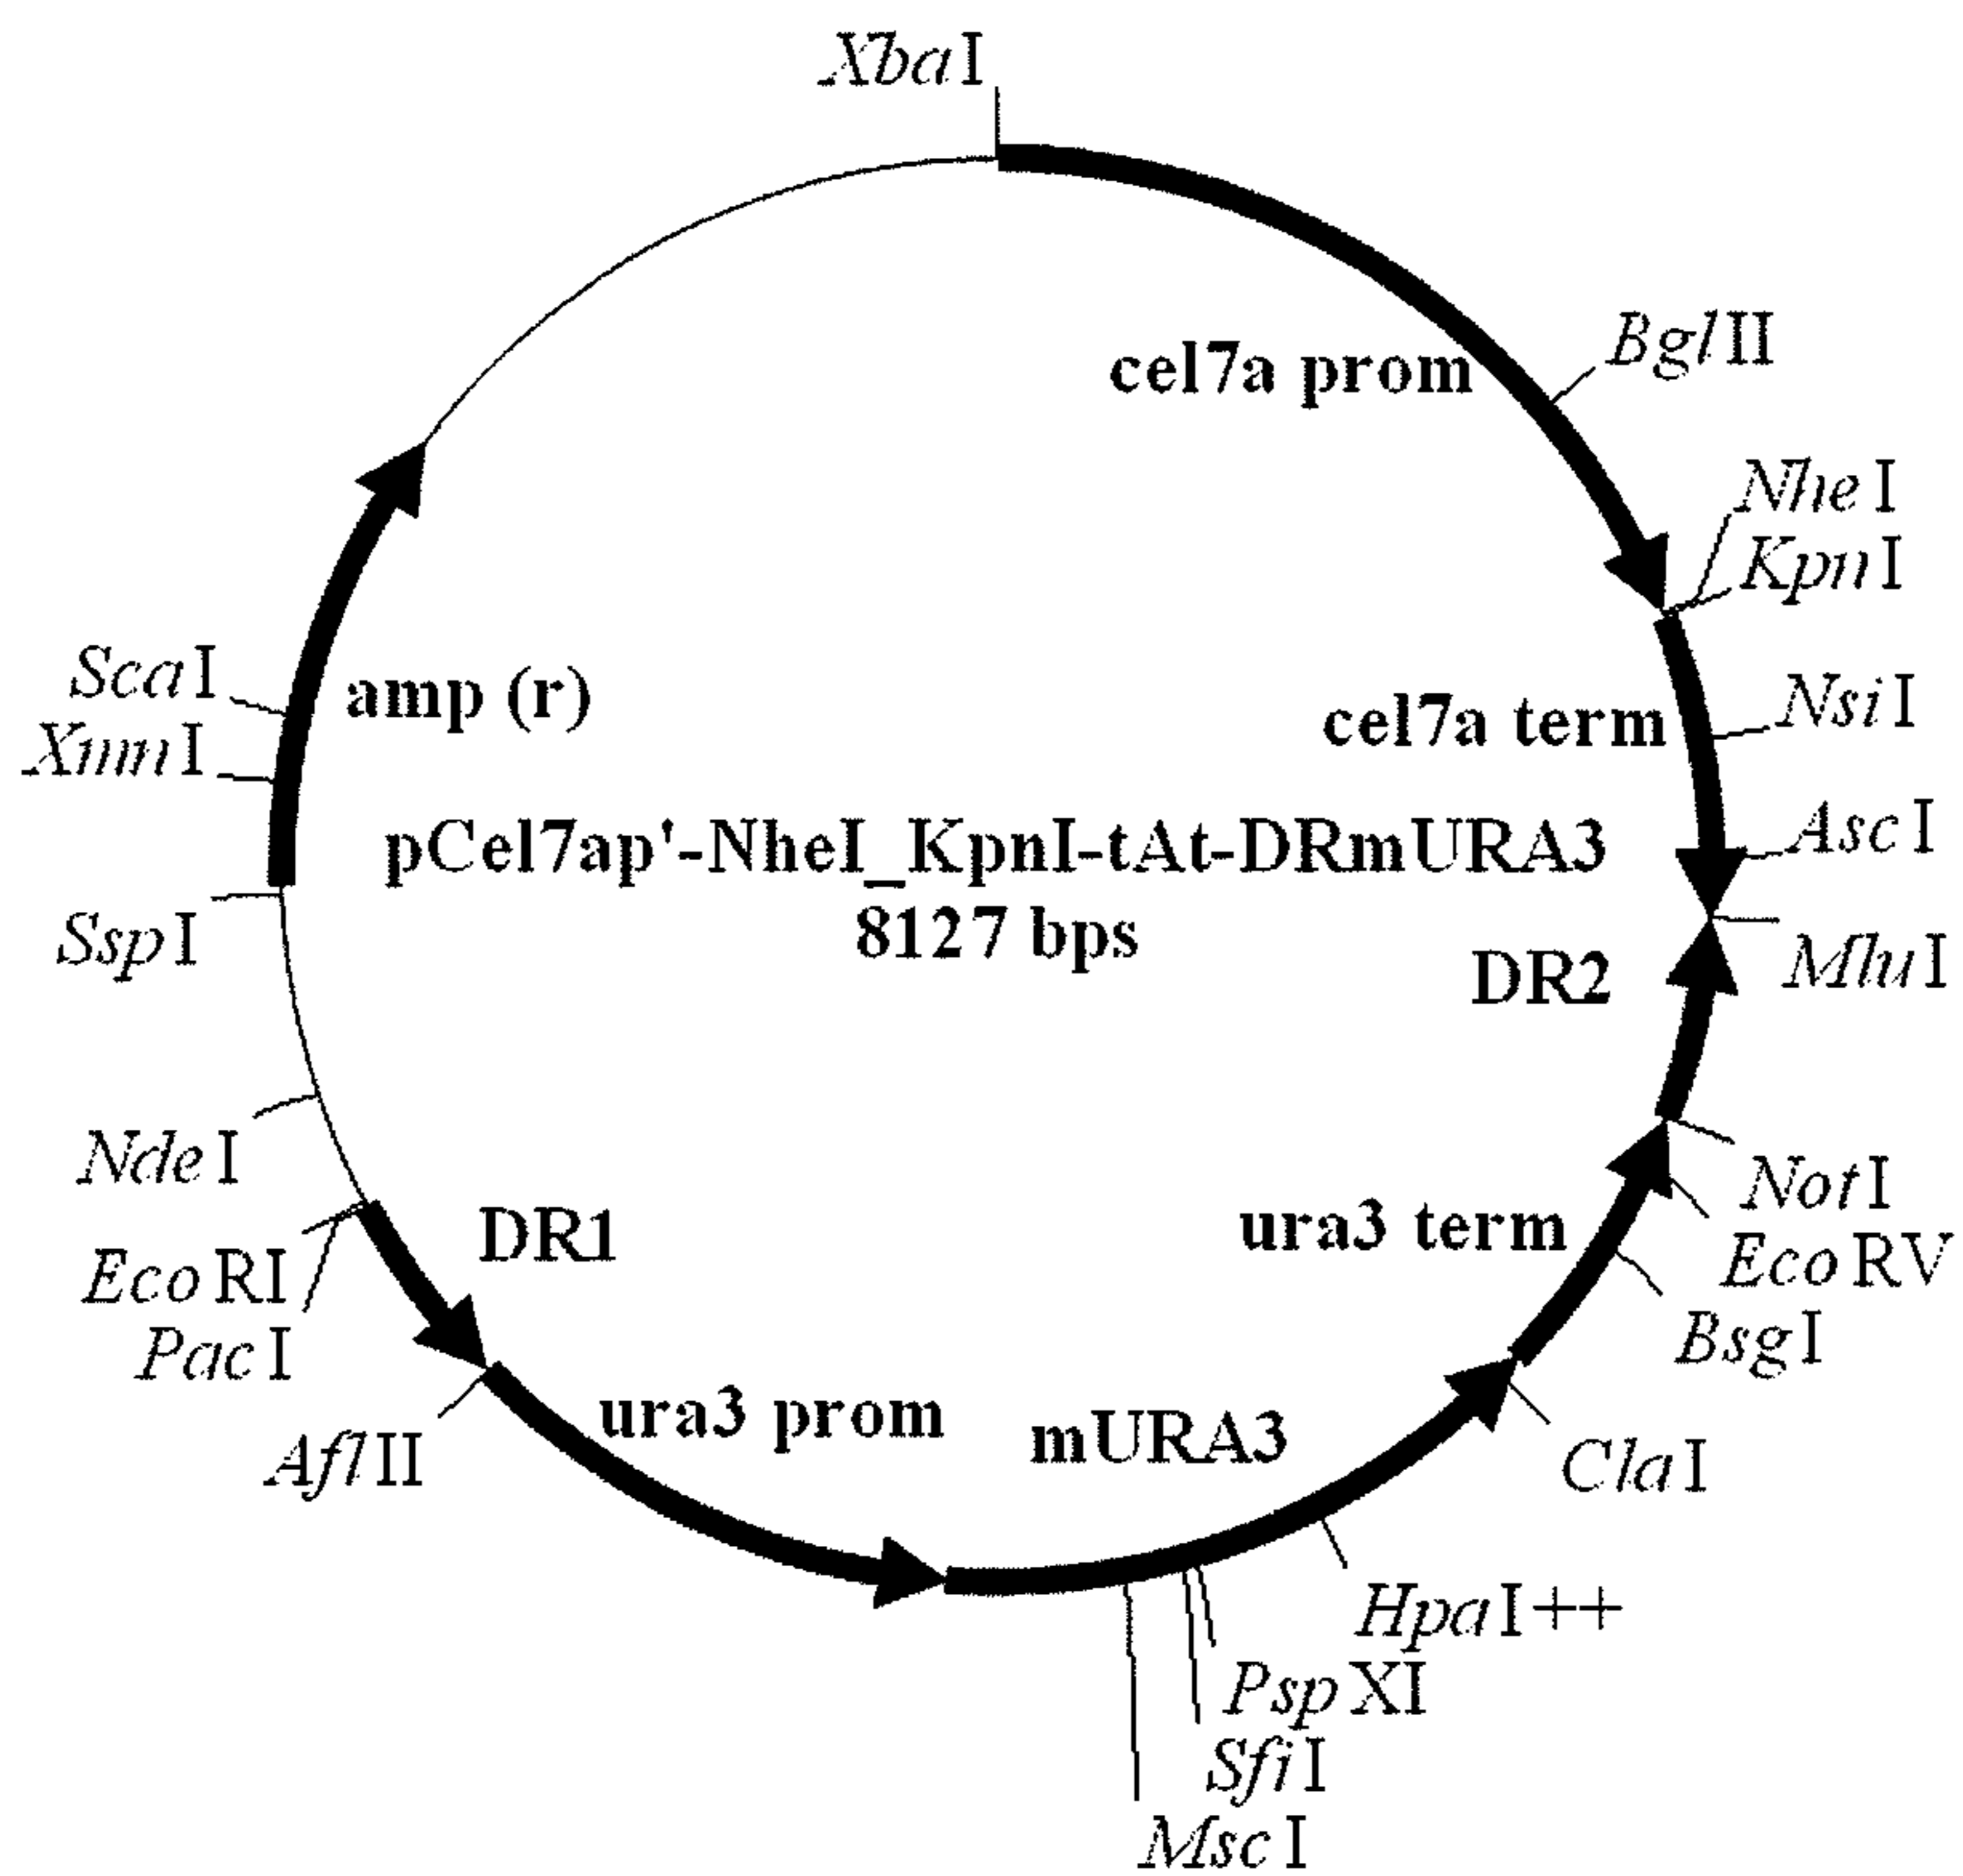 XbaI
BglII
cel7a prom
NheI
KpnI
ScaI
amp (r)
cel7a term
NsiI
XmnI
AscI
pCel7ap'-NheI_KpnI-tAt-DRmURA3
8127 bps
SspI
DR2
MluI
NdeI
NotI
DR1
ura3 term
EcoRI
EcoRV
PacI
BsgI
ura3 prom
mURA3
AflII
ClaI
HpaI++
PspXI
SfiI
MscI